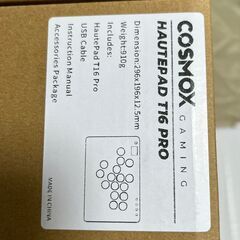 COSMOX
GAMING
HAUTEPAD T16 PRO
Dimension:296x196x12.5mm
Weight:910g
Includes:
HautePad T16 Pro
USB Cable
Instruction Manual
Accessories Package
MADE IN CHINA